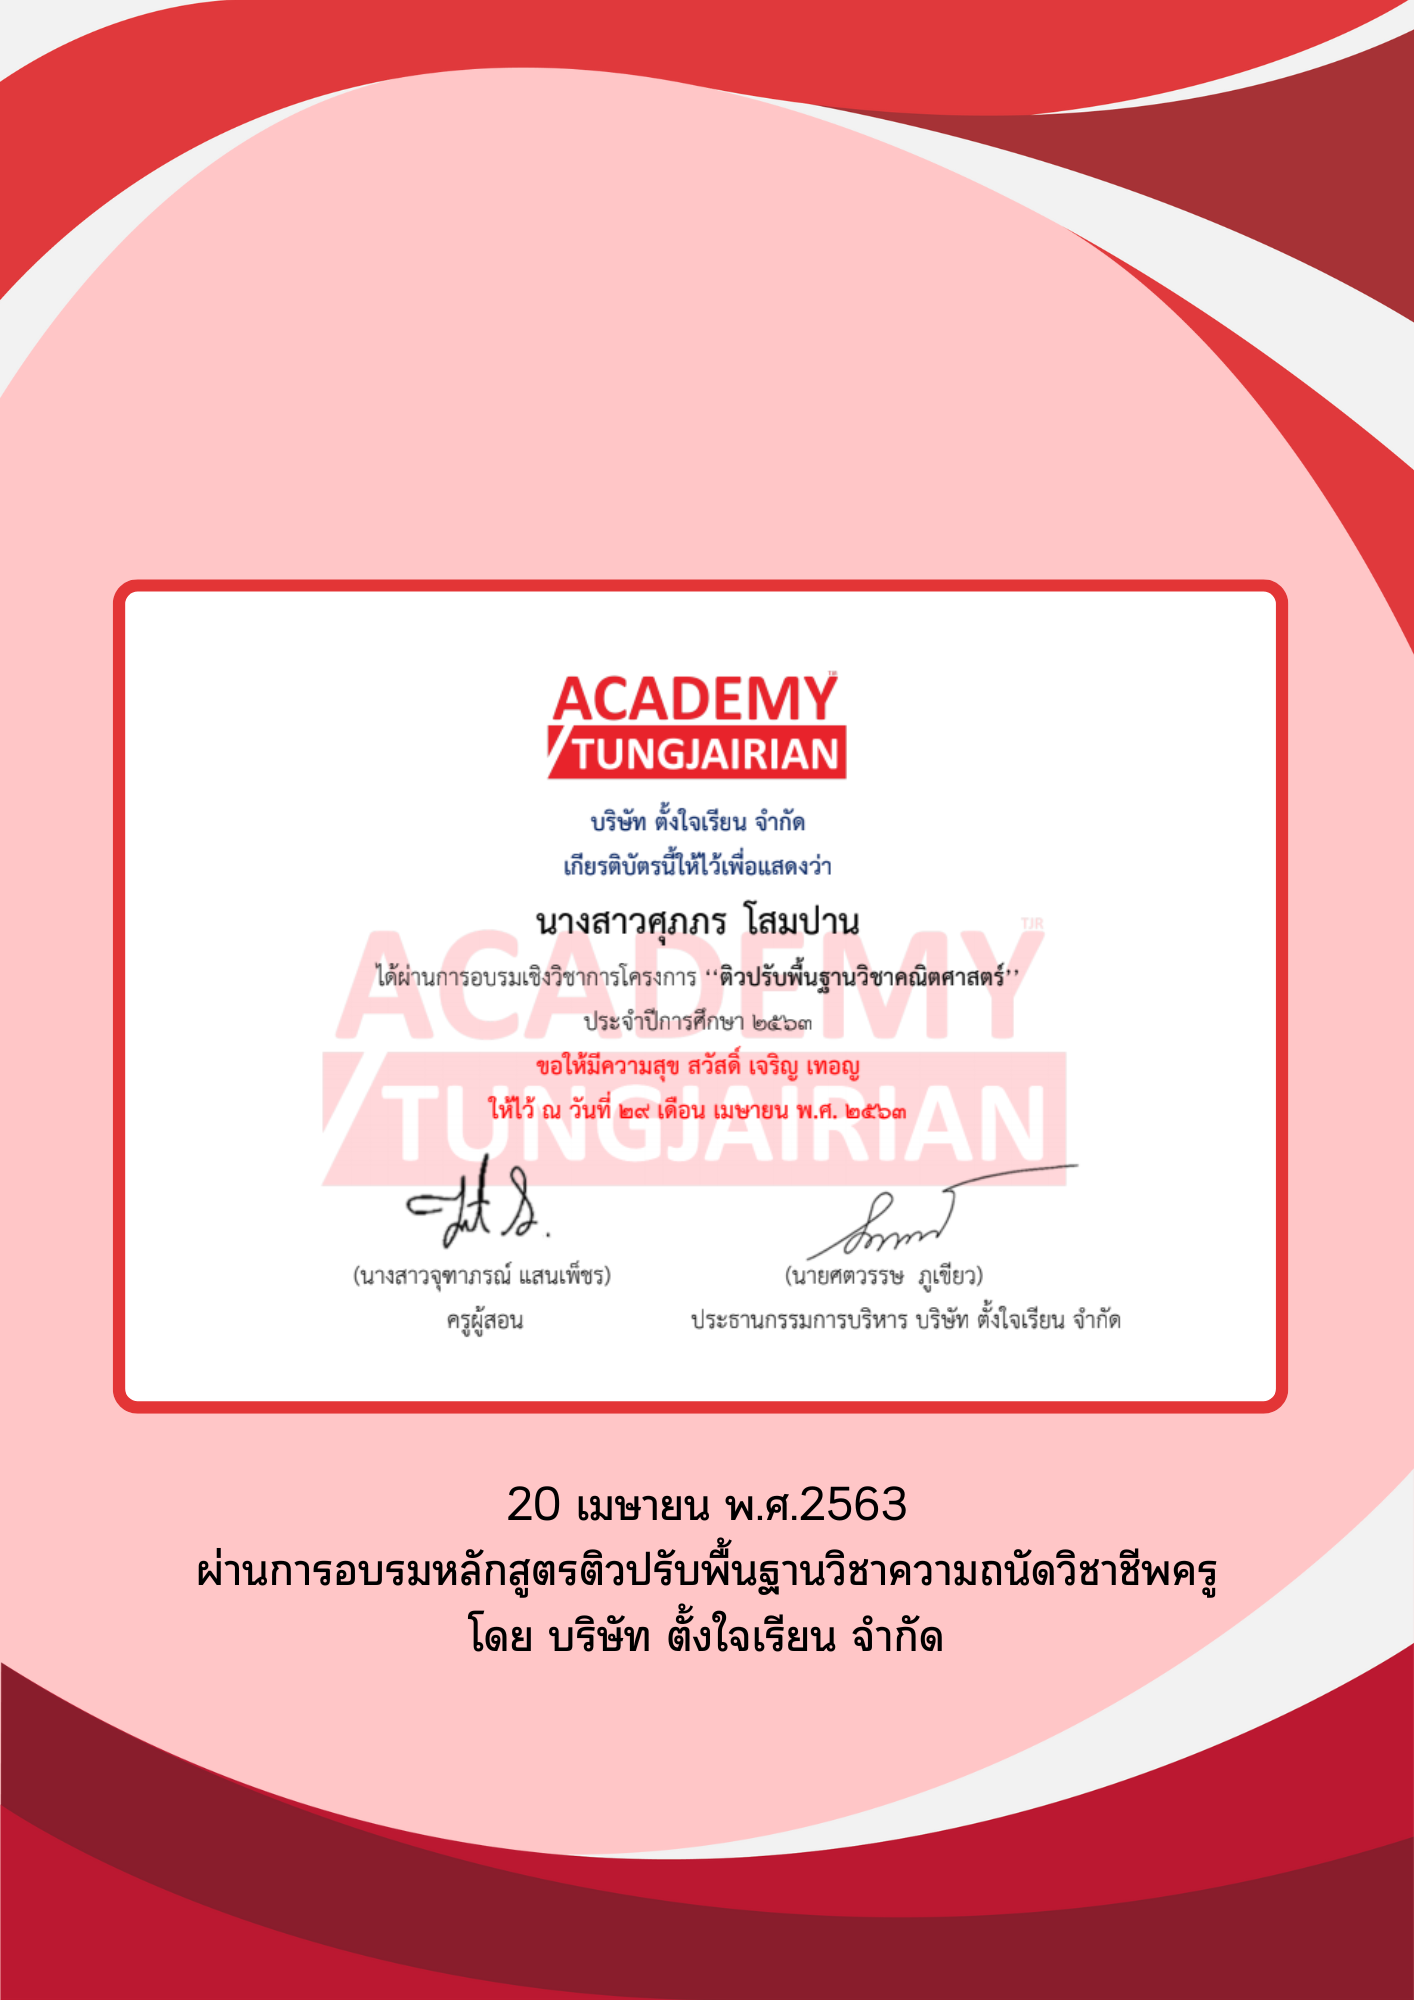 ACADEMY
TUNGJAIRIAN
บริษัท ตั้งใจเรียน จำกัด
เกียรติบัตรนี้ให้ไว้เพื่อแสดงว่า
นางสาวศุภภร โสมปาน
ได้ผ่านการอบรมเชิงวิชาการโครงการ ‘‘ติวปรับพื้นฐานวิชาคณิตศาสตร์’’
ประจำปีการศึกษา ๒๕๖๓
ขอให้มีความสุข สวัสดิ์ เจริญ เทอญ
ให้ไว้ ณ วันที่ ๒๙ เดือน เมษายน พ.ศ. ๒๕๖๓
ACADEMY TJR
TUNGJAIRIAN
(นางสาวจุฑาภรณ์ แสนเพ็ชร) (นายศตวรรษ ภูเขียว)
ครูผู้สอน ประธานกรรมการบริหาร บริษัท ตั้งใจเรียน จำกัด
20 เมษายน พ.ศ.2563
ผ่านการอบรมหลักสูตรติวปรับพื้นฐานวิชาความถนัดวิชาชีพครู
โดย บริษัท ตั้งใจเรียน จำกัด